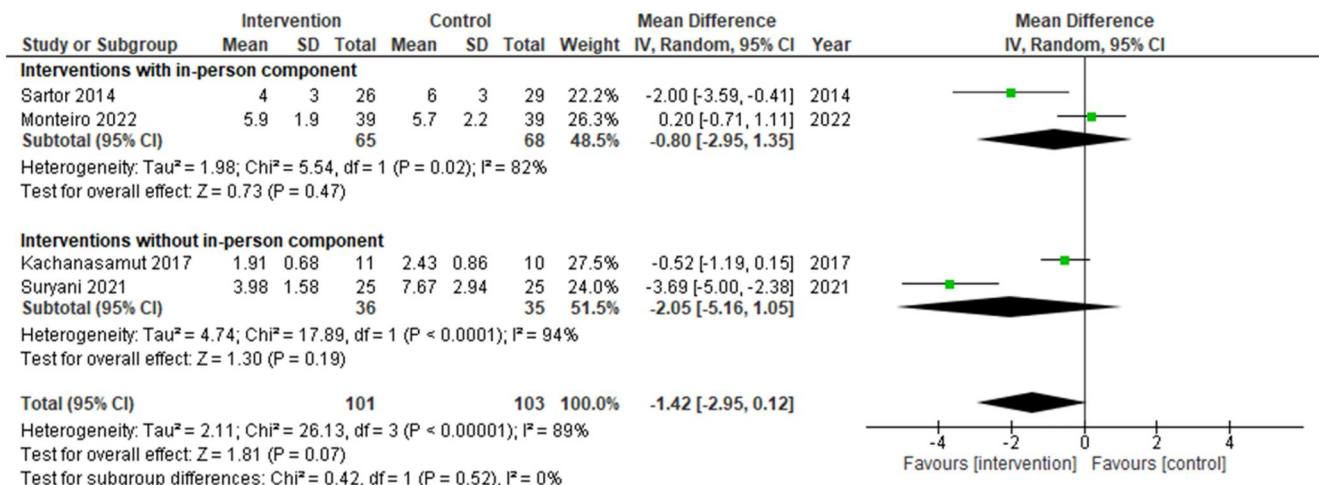 Intervention Control Mean Difference Mean Difference
Study or Subgroup Mean SD Total Mean SD Total Weight IV, Random, 95% CI Year IV, Random, 95% CI
Interventions with in-person component
Sartor 2014 4 3 26 6 3 29 22.2% -2.00 [-3.59, -0.41] 2014
Monteiro 2022 5.9 1.9 39 5.7 2.2 39 26.3% 0.20 [-0.71, 1.11] 2022
Subtotal (95% CI) 65 68 48.5% -0.80 [-2.95, 1.35]
Heterogeneity: Tau² = 1.98; Chi² = 5.54, df = 1 (P = 0.02); I² = 82%
Test for overall effect: Z = 0.73 (P = 0.47)
Interventions without in-person component
Kachanasamut 2017 1.91 0.68 11 2.43 0.86 10 27.5% -0.52 [-1.19, 0.15] 2017
Suryani 2021 3.98 1.58 25 7.67 2.94 25 24.0% -3.69 [-5.00, -2.38] 2021
Subtotal (95% CI) 36 35 51.5% -2.05 [-5.16, 1.05]
Heterogeneity: Tau² = 4.74; Chi² = 17.89, df = 1 (P < 0.0001); I² = 94%
Test for overall effect: Z = 1.30 (P = 0.19)
Total (95% CI) 101 103 100.0% -1.42 [-2.95, 0.12]
Heterogeneity: Tau² = 2.11; Chi² = 26.13, df = 3 (P < 0.00001); I² = 89%
Test for overall effect: Z = 1.81 (P = 0.07)
Test for subgroup differences: Chi² = 0.42, df = 1 (P = 0.52), I² = 0%
-4 -2 0 2 4
Favours [intervention] Favours [control]